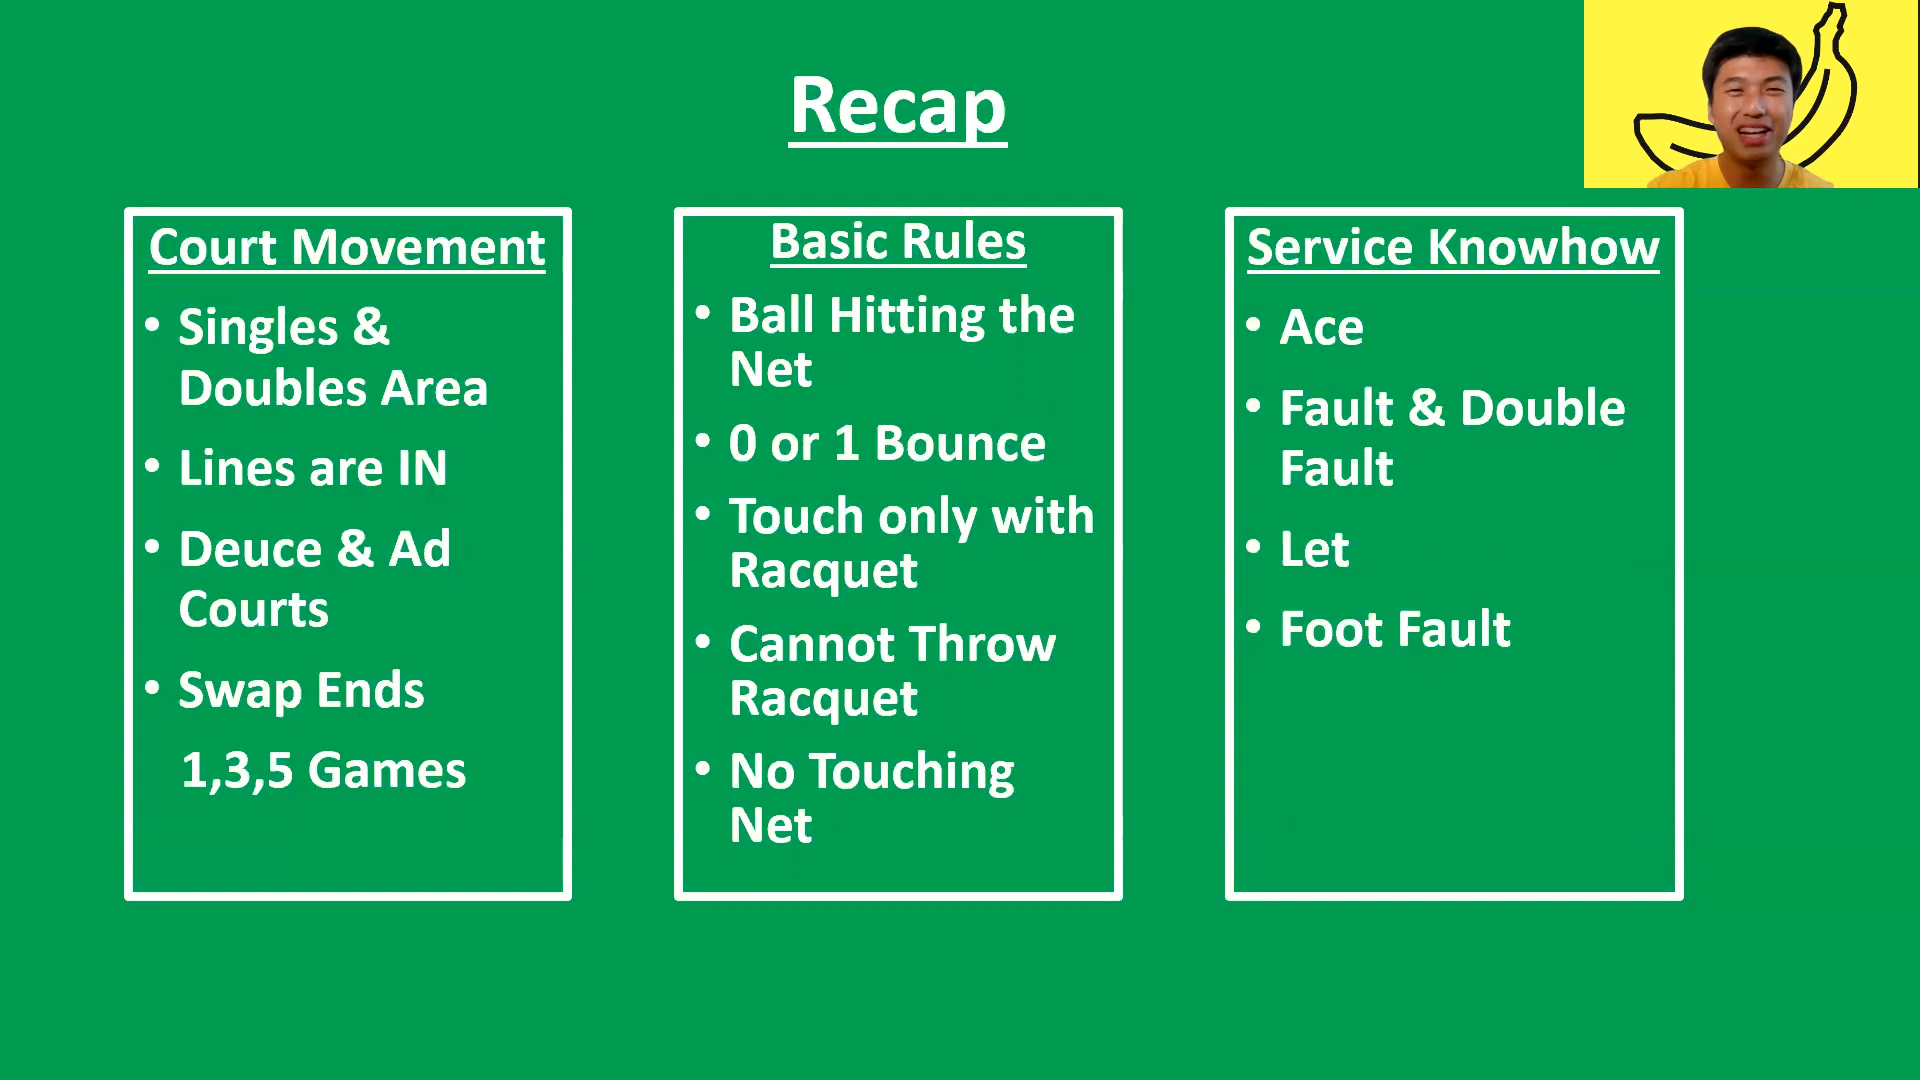 Recap
Court Movement
• Singles &
Doubles Area
• Lines are IN
• Deuce & Ad
Courts
• Swap Ends
1,3,5 Games
Basic Rules
• Ball Hitting the
Net
• 0 or 1 Bounce
• Touch only with
Racquet
• Cannot Throw
Racquet
• No Touching
Net
Service Knowhow
• Ace
• Fault & Double
Fault
• Let
• Foot Fault